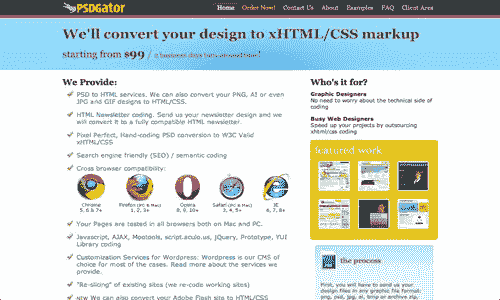 PSDGator
Home Order Now! Contact Us About Examples FAQ Client Area
We'll convert your design to xHTML/CSS markup
starting from $99 /
We Provide:
PSD to HTML services. We can also convert your PNG, AI or even
JPG and GIF designs to HTML/CSS.
HTML Newsletter coding. Send us your newsletter design and we
will convert it to a fully compatible HTML newsletter.
Pixel Perfect, Hand-coding PSD conversion to W3C Valid
xHTML/CSS
Search engine friendly (SEO) / semantic coding
Cross browser compatibility:
Chrome Firefox (PC & Mac) Opera Safari (PC & Mac) IE
5, 6 & 7+ 1, 2, 3+ 8, 9, 10+ 3, 4, 5+ 6, 7, 8+
Your Pages are tested in all browsers both on Mac and PC.
Javascript, AJAX, Mootools, script.aculo.us, jQuery, Prototype, YUI
Library coding
Customization Services for Wordpress: Wordpress is our CMS
of choice for most of the cases. Read more about the services we
provide.
"Re-slicing" of existing sites (we re-code working sites)
NEW We can also convert your Adobe Flash site to HTML/CSS
Who's it for?
Graphic Designers
No need to worry about the technical side of
coding
Busy Web Designers
Speed up your projects by outsourcing
xhtml/css coding
featured work
the process
First, you will have to send us your
design files in any graphic file format
png, psd, jpg, ai, bmp or archive zip,